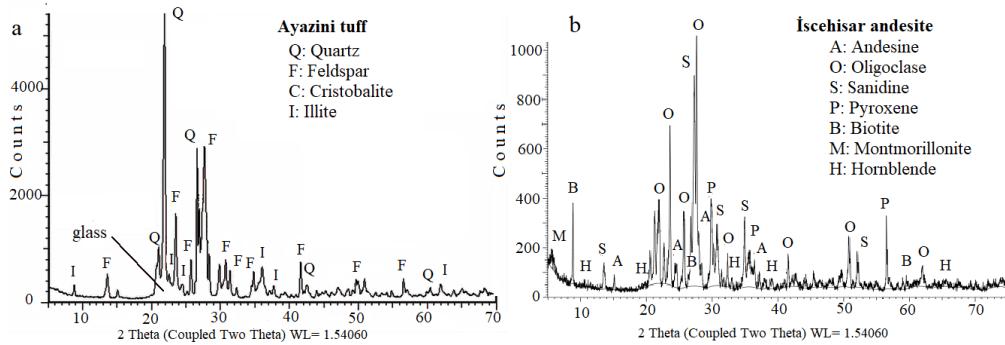 a
Ayazini tuff
Q: Quartz
F: Feldspar
C: Cristobalite
I: Illite
Counts
4000
2000
0
glass
I
F
Q
Q
I
F
I
F
Q
F
F
F
F
I
I
F
Q
F
F
Q
I
10
20
30
40
50
60
70
2 Theta (Coupled Two Theta) WL= 1.54060
b
İscehisar andesite
A: Andesine
O: Oligoclase
S: Sanidine
P: Pyroxene
B: Biotite
M: Montmorillonite
H: Hornblende
Counts
1000
800
600
400
200
0
M
B
H
S
A
H
O
O
A
O
B
S
O
A
P
S
O
H
S
P
A
H
O
O
S
P
B
O
H
10
20
30
40
50
60
70
2 Theta (Coupled Two Theta) WL= 1.54060